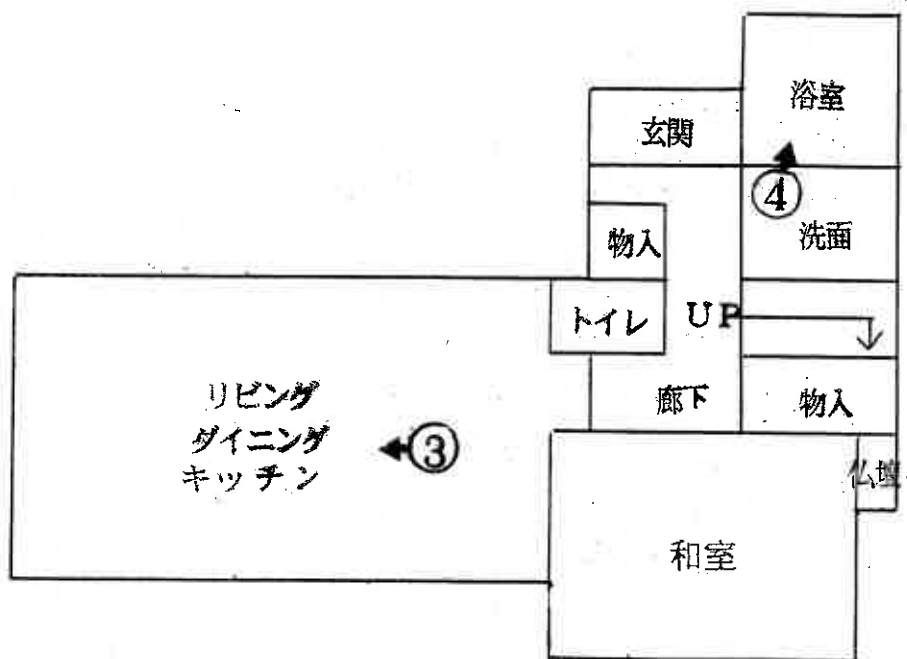 浴室
玄関
④
物入
洗面
トイレ
UP
リビング
ダイニング
キッチン
廊下
物入
③
仏壇
和室